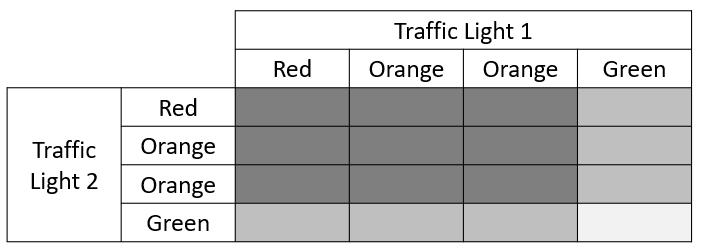 Traffic Light 1
Red Orange Orange Green
Traffic
Light 2
Red
Orange
Orange
Green